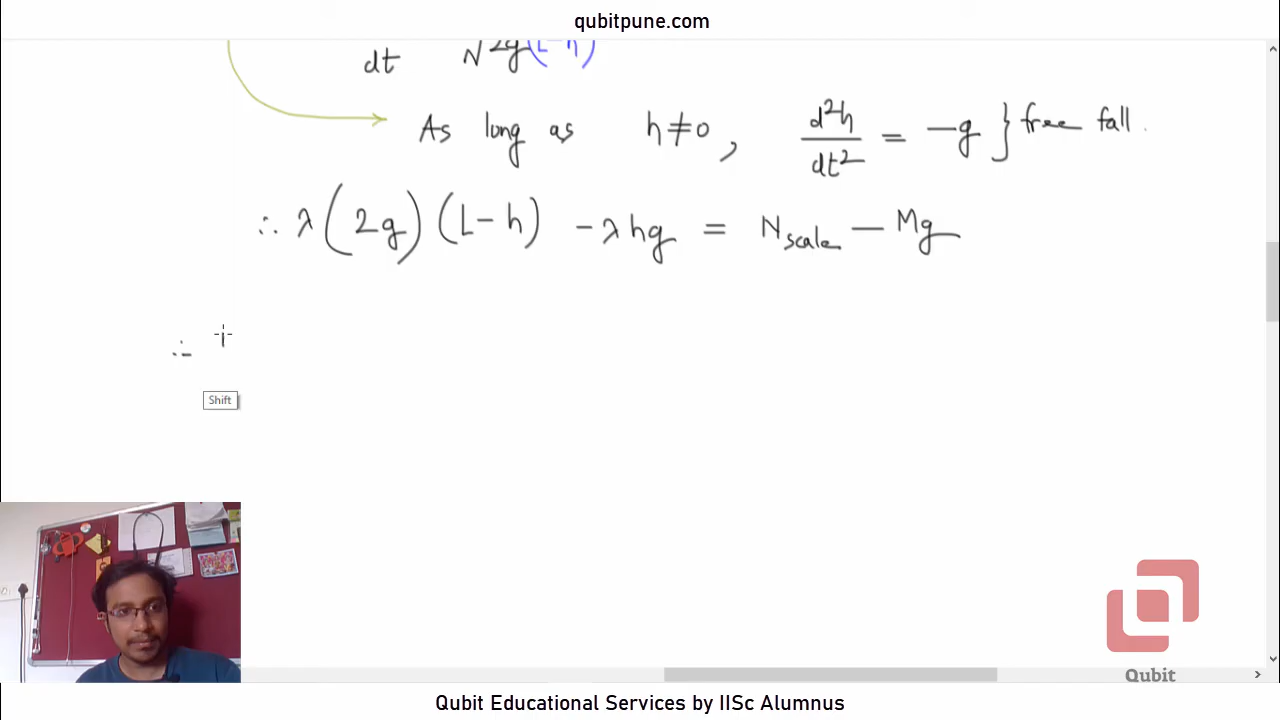 qubitpune.com
dt √2g(L-h)
As long as h≠0, d²h/dt² = -g } free fall.
∴ λ(2g)(L-h) - λhg = N_scale - Mg
Shift
Qubit
Qubit Educational Services by IISc Alumnus